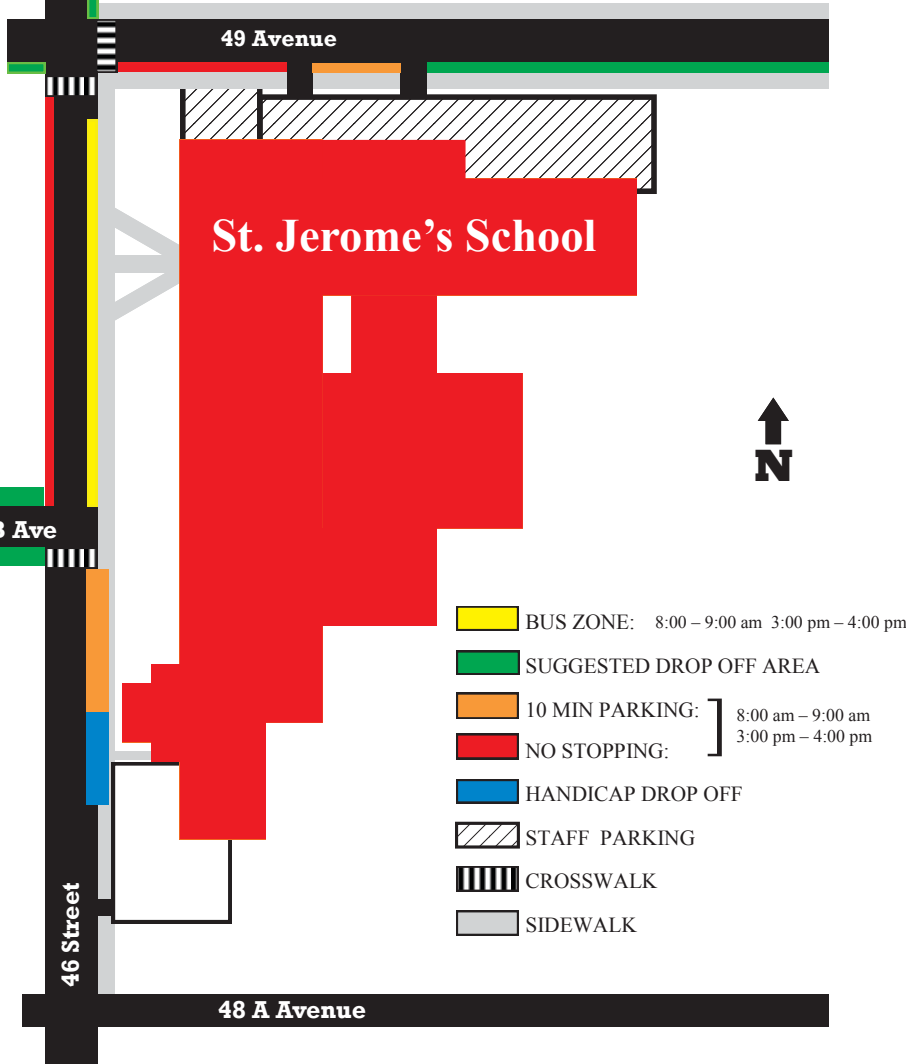 49 Avenue
St. Jerome's School
N
Ave
BUS ZONE: 8:00 – 9:00 am 3:00 pm – 4:00 pm
SUGGESTED DROP OFF AREA
10 MIN PARKING:
8:00 am – 9:00 am
3:00 pm – 4:00 pm
NO STOPPING:
HANDICAP DROP OFF
STAFF PARKING
CROSSWALK
SIDEWALK
46 Street
48 A Avenue